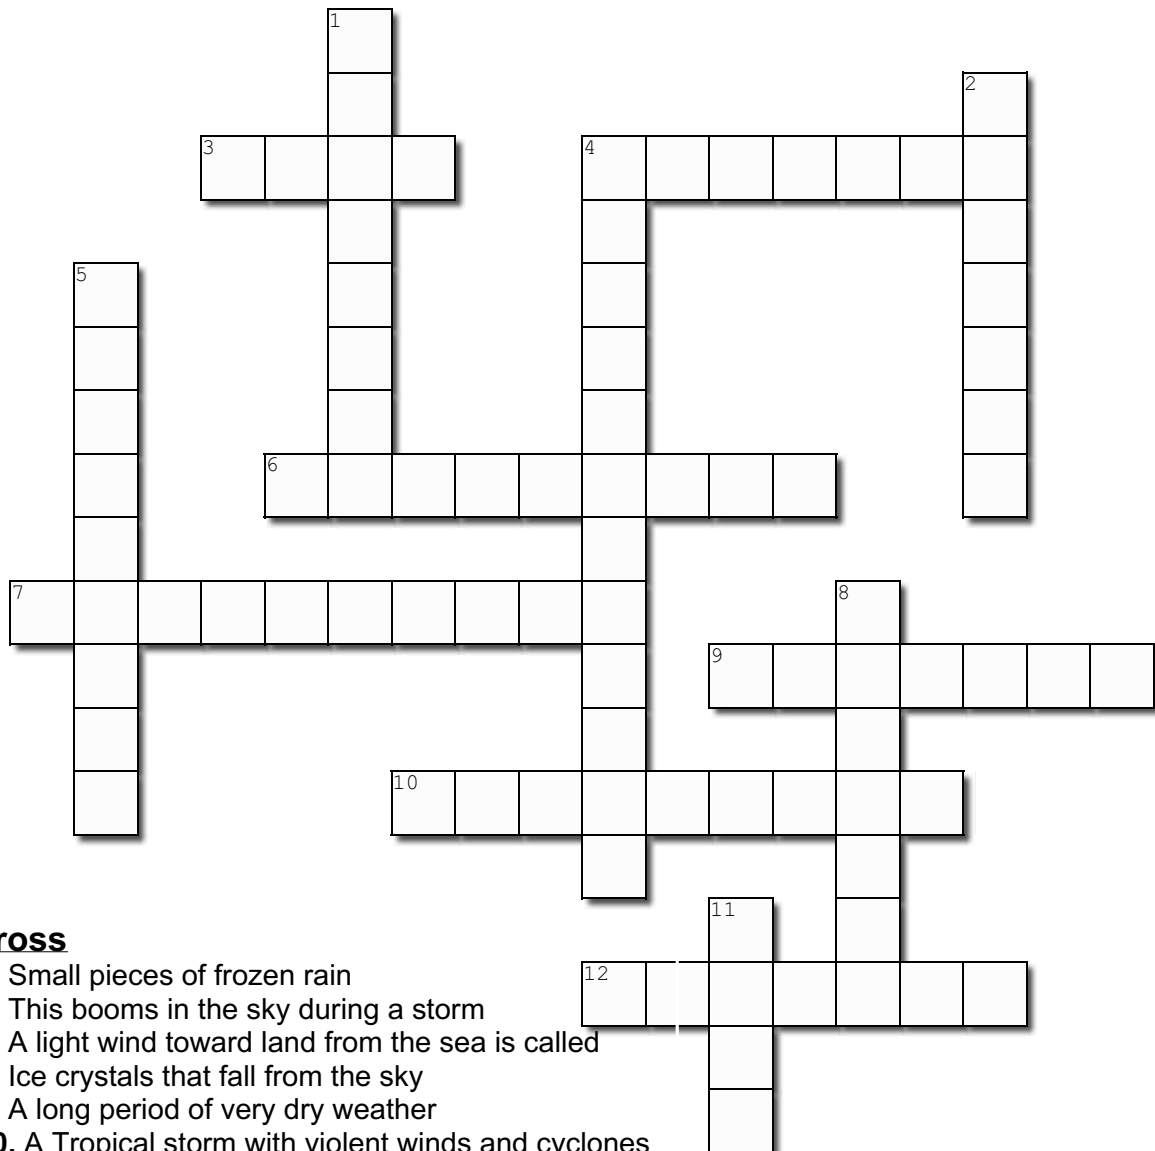 1
2
3
4
5
6
7
8
9
10
11
12
ross
Small pieces of frozen rain
This booms in the sky during a storm
A light wind toward land from the sea is called
Ice crystals that fall from the sky
A long period of very dry weather
0. A Tropical storm with violent winds and cyclones